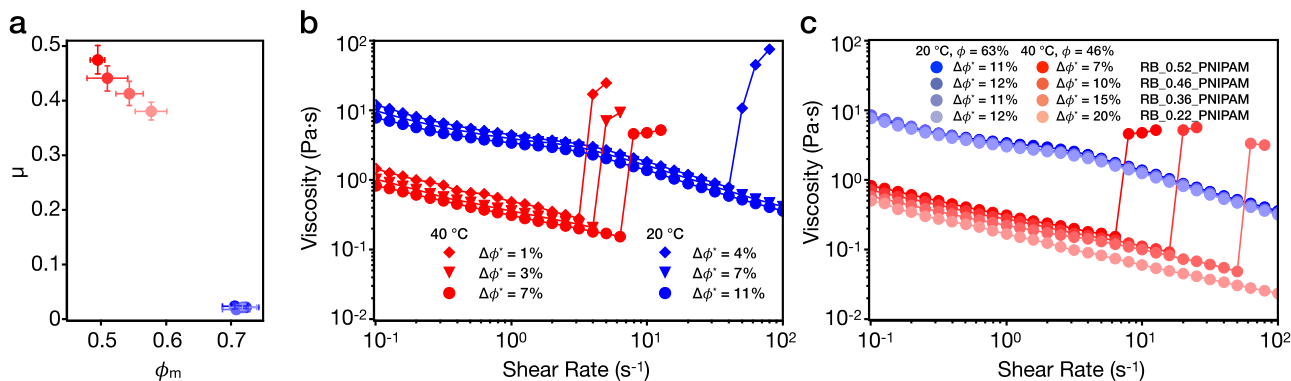 a
0.5
0.4
0.3
0.2
0.1
0
μ
0.5 0.6 0.7
ϕm
b
10²
10¹
10⁰
10⁻¹
10⁻²
Viscosity (Pa·s)
40 °C 20 °C
Δϕ* = 1% Δϕ* = 4%
Δϕ* = 3% Δϕ* = 7%
Δϕ* = 7% Δϕ* = 11%
10⁻¹ 10⁰ 10¹ 10²
Shear Rate (s⁻¹)
c
10²
10¹
10⁰
10⁻¹
10⁻²
Viscosity (Pa·s)
20 °C, ϕ = 63% 40 °C, ϕ = 46%
Δϕ* = 11% Δϕ* = 7% RB_0.52_PNIPAM
Δϕ* = 12% Δϕ* = 10% RB_0.46_PNIPAM
Δϕ* = 11% Δϕ* = 15% RB_0.36_PNIPAM
Δϕ* = 12% Δϕ* = 20% RB_0.22_PNIPAM
10⁻¹ 10⁰ 10¹ 10²
Shear Rate (s⁻¹)